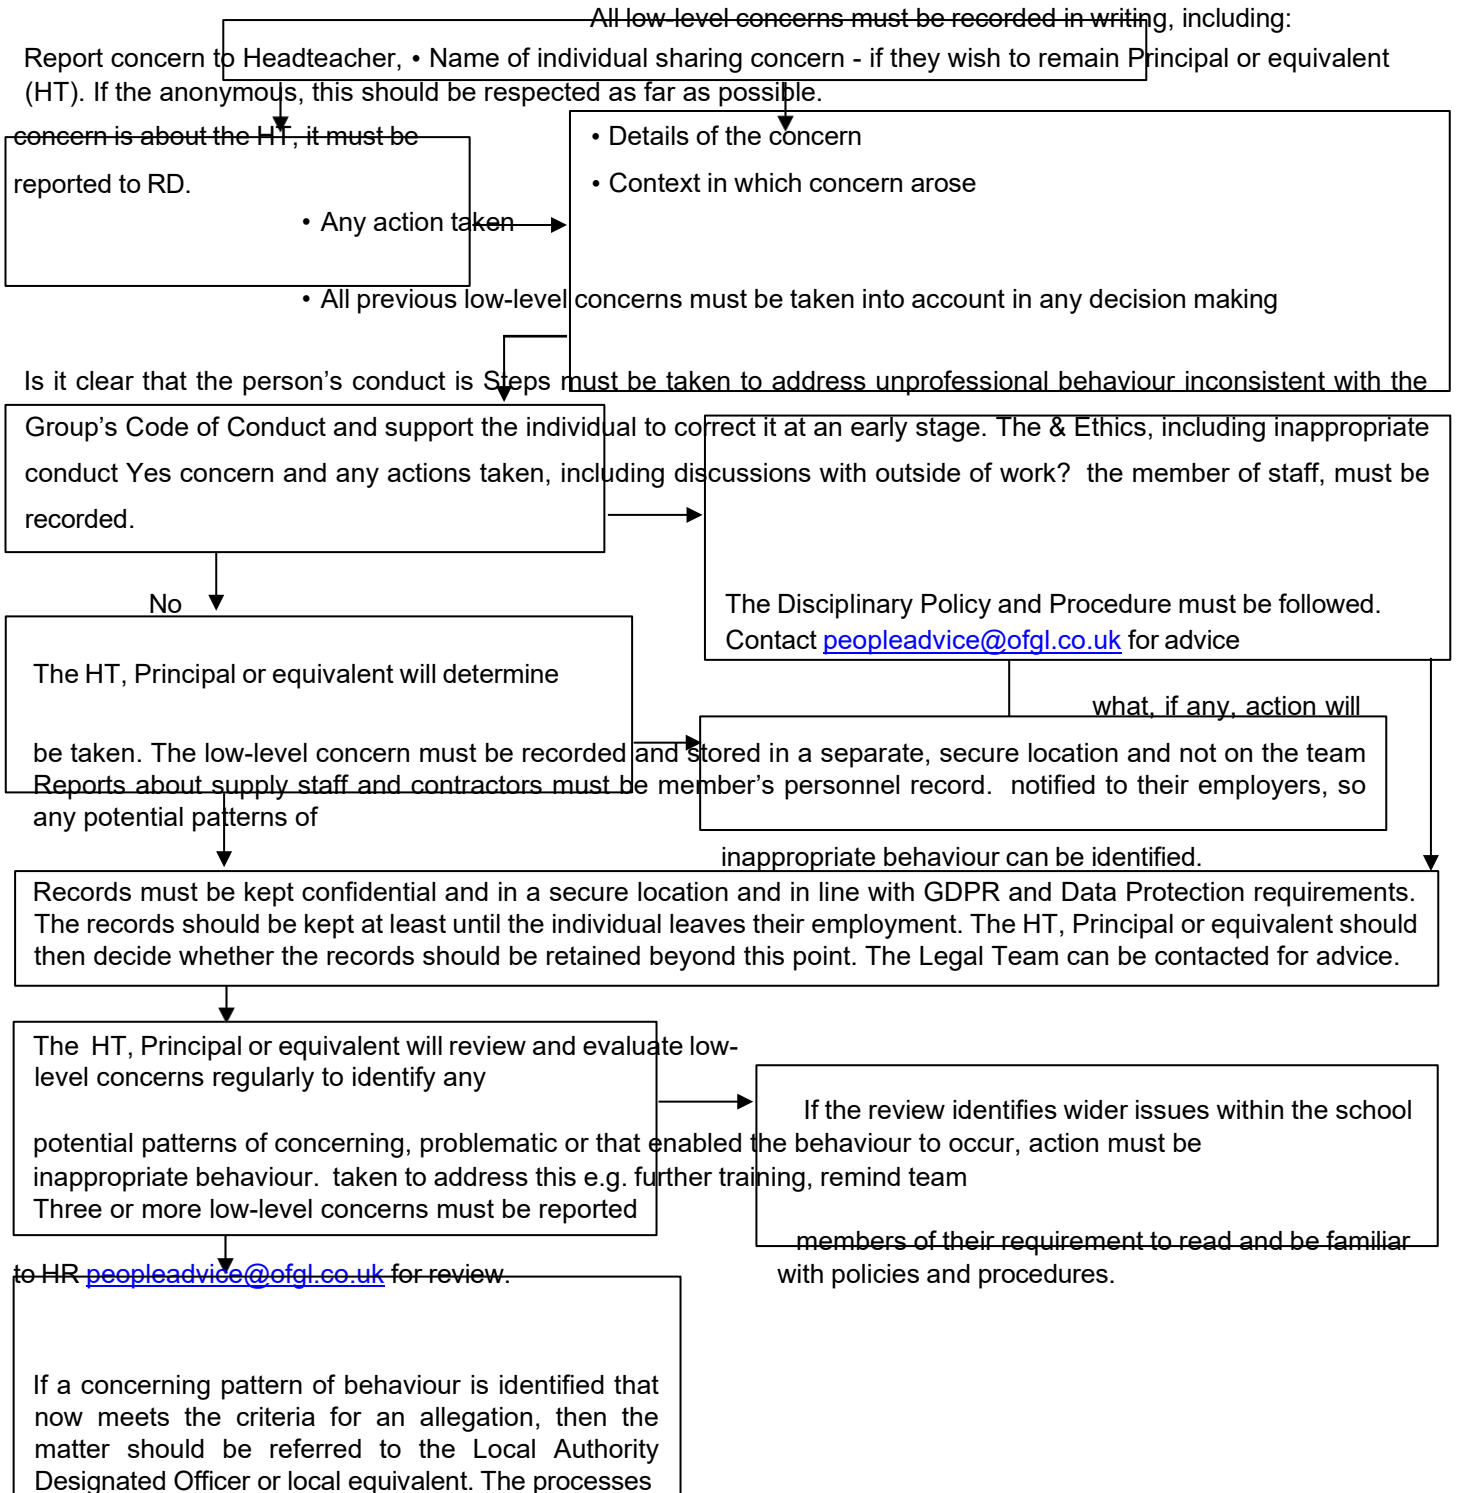 All low-level concerns must be recorded in writing, including:
Report concern to Headteacher, • Name of individual sharing concern - if they wish to remain Principal or equivalent
(HT). If the anonymous, this should be respected as far as possible.
concern is about the HT, it must be
• Details of the concern
reported to RD.
• Context in which concern arose
• Any action taken
• All previous low-level concerns must be taken into account in any decision making
Is it clear that the person’s conduct is Steps must be taken to address unprofessional behaviour inconsistent with the
Group’s Code of Conduct and support the individual to correct it at an early stage. The & Ethics, including inappropriate
conduct Yes concern and any actions taken, including discussions with outside of work? the member of staff, must be
recorded.
No
The Disciplinary Policy and Procedure must be followed.
Contact peopleadvice@ofgl.co.uk for advice
The HT, Principal or equivalent will determine
what, if any, action will
be taken. The low-level concern must be recorded and stored in a separate, secure location and not on the team
Reports about supply staff and contractors must be member’s personnel record. notified to their employers, so
any potential patterns of
inappropriate behaviour can be identified.
Records must be kept confidential and in a secure location and in line with GDPR and Data Protection requirements.
The records should be kept at least until the individual leaves their employment. The HT, Principal or equivalent should
then decide whether the records should be retained beyond this point. The Legal Team can be contacted for advice.
The HT, Principal or equivalent will review and evaluate low-
level concerns regularly to identify any
If the review identifies wider issues within the school
potential patterns of concerning, problematic or that enabled the behaviour to occur, action must be
inappropriate behaviour. taken to address this e.g. further training, remind team
Three or more low-level concerns must be reported
members of their requirement to read and be familiar
to HR peopleadvice@ofgl.co.uk for review.
with policies and procedures.
If a concerning pattern of behaviour is identified that
now meets the criteria for an allegation, then the
matter should be referred to the Local Authority
Designated Officer or local equivalent. The processes